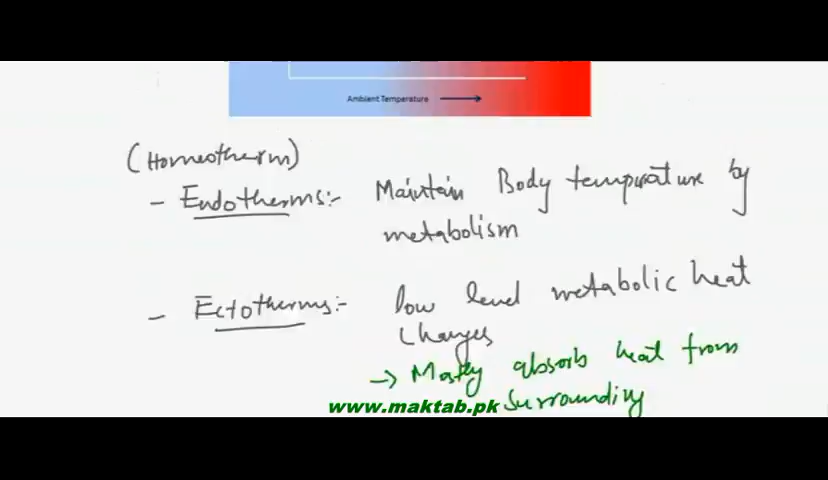 Ambient Temperature
(Homeotherm)
- Endotherms:- Maintain Body temperature by
metabolism
- Ectotherms:- low level metabolic heat
changes
→ Mostly absorb heat from
surrounding
www.maktab.pk